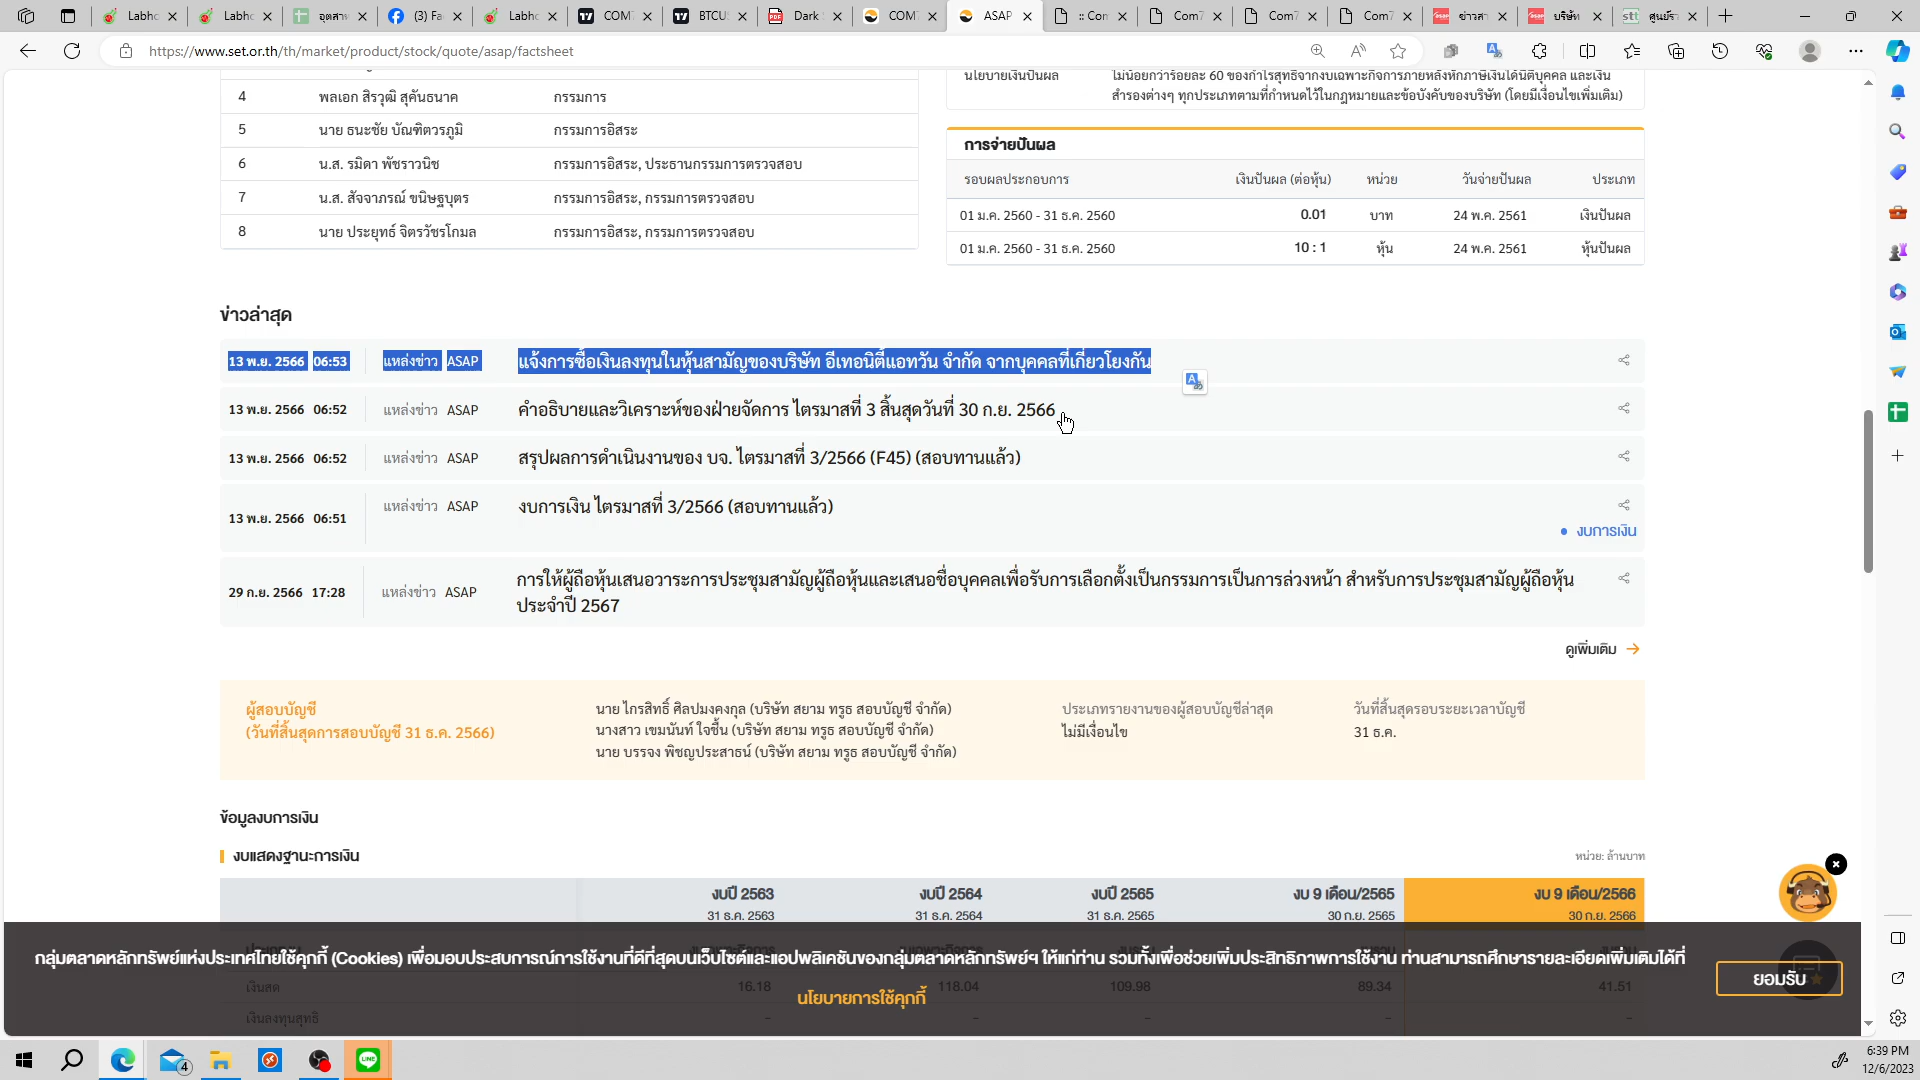 Labho
Labho
อุตสา
(3) Fa
Labho
COM
BTCU
Dark
COM
ASAP
:: Con
Com7
Com7
Com7
ข่าวสา
บริษัท
ศูนย์รว
https://www.set.or.th/th/market/product/stock/quote/asap/factsheet
4 พลเอก สิรวุฒิ สุคันธนาค กรรมการ
5 นาย ธนะชัย บัณฑิตวรภูมิ กรรมการอิสระ
6 น.ส. รมิดา พัชราวนิช กรรมการอิสระ, ประธานกรรมการตรวจสอบ
7 น.ส. สัจจาภรณ์ ขนิษฐบุตร กรรมการอิสระ, กรรมการตรวจสอบ
8 นาย ประยุทธ์ จิตรวัชรโกมล กรรมการอิสระ, กรรมการตรวจสอบ
นโยบายเงินปันผล ไม่น้อยกว่าร้อยละ 60 ของกำไรสุทธิจากงบเฉพาะกิจการภายหลังหักภาษีเงินได้นิติบุคคล และเงิน
สำรองต่างๆ ทุกประเภทตามที่กำหนดไว้ในกฎหมายและข้อบังคับของบริษัท (โดยมีเงื่อนไขเพิ่มเติม)
การจ่ายปันผล
รอบผลประกอบการ เงินปันผล (ต่อหุ้น) หน่วย วันจ่ายปันผล ประเภท
01 ม.ค. 2560 - 31 ธ.ค. 2560 0.01 บาท 24 พ.ค. 2561 เงินปันผล
01 ม.ค. 2560 - 31 ธ.ค. 2560 10 : 1 หุ้น 24 พ.ค. 2561 หุ้นปันผล
ข่าวล่าสุด
13 พ.ย. 2566 06:53 แหล่งข่าว ASAP แจ้งการซื้อเงินลงทุนในหุ้นสามัญของบริษัท อีเทอนิตี้แอทวัน จำกัด จากบุคคลที่เกี่ยวโยงกัน
13 พ.ย. 2566 06:52 แหล่งข่าว ASAP คำอธิบายและวิเคราะห์ของฝ่ายจัดการ ไตรมาสที่ 3 สิ้นสุดวันที่ 30 ก.ย. 2566
13 พ.ย. 2566 06:52 แหล่งข่าว ASAP สรุปผลการดำเนินงานของ บจ. ไตรมาสที่ 3/2566 (F45) (สอบทานแล้ว)
13 พ.ย. 2566 06:51 แหล่งข่าว ASAP งบการเงิน ไตรมาสที่ 3/2566 (สอบทานแล้ว)
• งบการเงิน
29 ก.ย. 2566 17:28 แหล่งข่าว ASAP การให้ผู้ถือหุ้นเสนอวาระการประชุมสามัญผู้ถือหุ้นและเสนอชื่อบุคคลเพื่อรับการเลือกตั้งเป็นกรรมการเป็นการล่วงหน้า สำหรับการประชุมสามัญผู้ถือหุ้น
ประจำปี 2567
ดูเพิ่มเติม
ผู้สอบบัญชี
(วันที่สิ้นสุดการสอบบัญชี 31 ธ.ค. 2566)
นาย ไกรสิทธิ์ ศิลปมงคงกุล (บริษัท สยาม ทรูธ สอบบัญชี จำกัด)
นางสาว เขมนันท์ ใจชื้น (บริษัท สยาม ทรูธ สอบบัญชี จำกัด)
นาย บรรจง พิชญประสาธน์ (บริษัท สยาม ทรูธ สอบบัญชี จำกัด)
ประเภทรายงานของผู้สอบบัญชีล่าสุด
ไม่มีเงื่อนไข
วันที่สิ้นสุดรอบระยะเวลาบัญชี
31 ธ.ค.
ข้อมูลงบการเงิน
งบแสดงฐานะการเงิน หน่วย: ล้านบาท
งบปี 2563 งบปี 2564 งบปี 2565 งบ 9 เดือน/2565 งบ 9 เดือน/2566
31 ธ.ค. 2563 31 ธ.ค. 2564 31 ธ.ค. 2565 30 ก.ย. 2565 30 ก.ย. 2566
กลุ่มตลาดหลักทรัพย์แห่งประเทศไทยใช้คุกกี้ (Cookies) เพื่อมอบประสบการณ์การใช้งานที่ดีที่สุดบนเว็บไซต์และแอปพลิเคชันของกลุ่มตลาดหลักทรัพย์ฯ ให้แก่ท่าน รวมทั้งเพื่อช่วยเพิ่มประสิทธิภาพการใช้งาน ท่านสามารถศึกษารายละเอียดเพิ่มเติมได้ที่
นโยบายการใช้คุกกี้
ยอมรับ
เงินสด 16.18 118.04 109.98 89.34 41.51
เงินลงทุนสุทธิ - - - - -
4
LINE
6:39 PM
12/6/2023